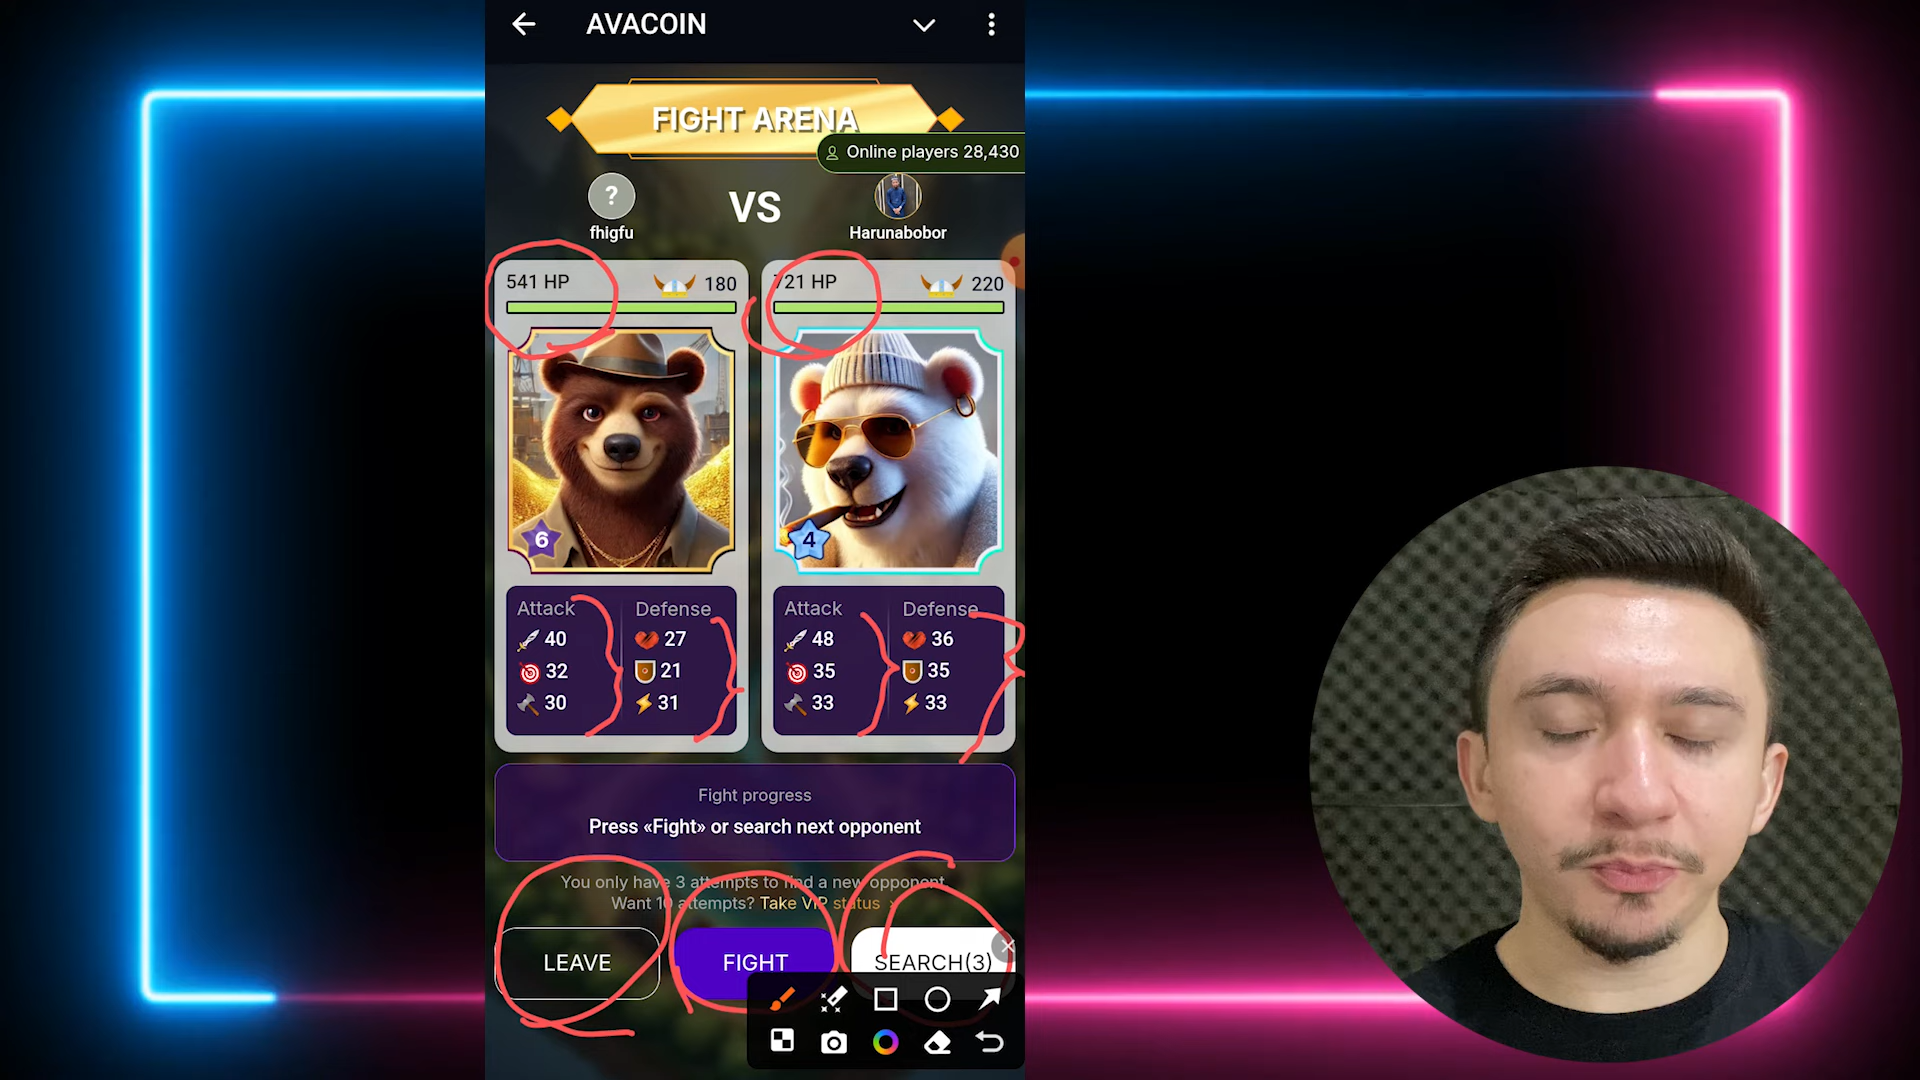 AVACOIN
FIGHT ARENA
Online players 28,430
?
VS
fhigfu
Harunabobor
541 HP
180
721 HP
220
6
4
Attack
Defense
40
27
32
21
30
31
Attack
Defense
48
36
35
35
33
33
Fight progress
Press «Fight» or search next opponent
You only have 3 attempts to find a new opponent.
Want 10 attempts? Take VIP status ›
LEAVE
FIGHT
SEARCH(3)